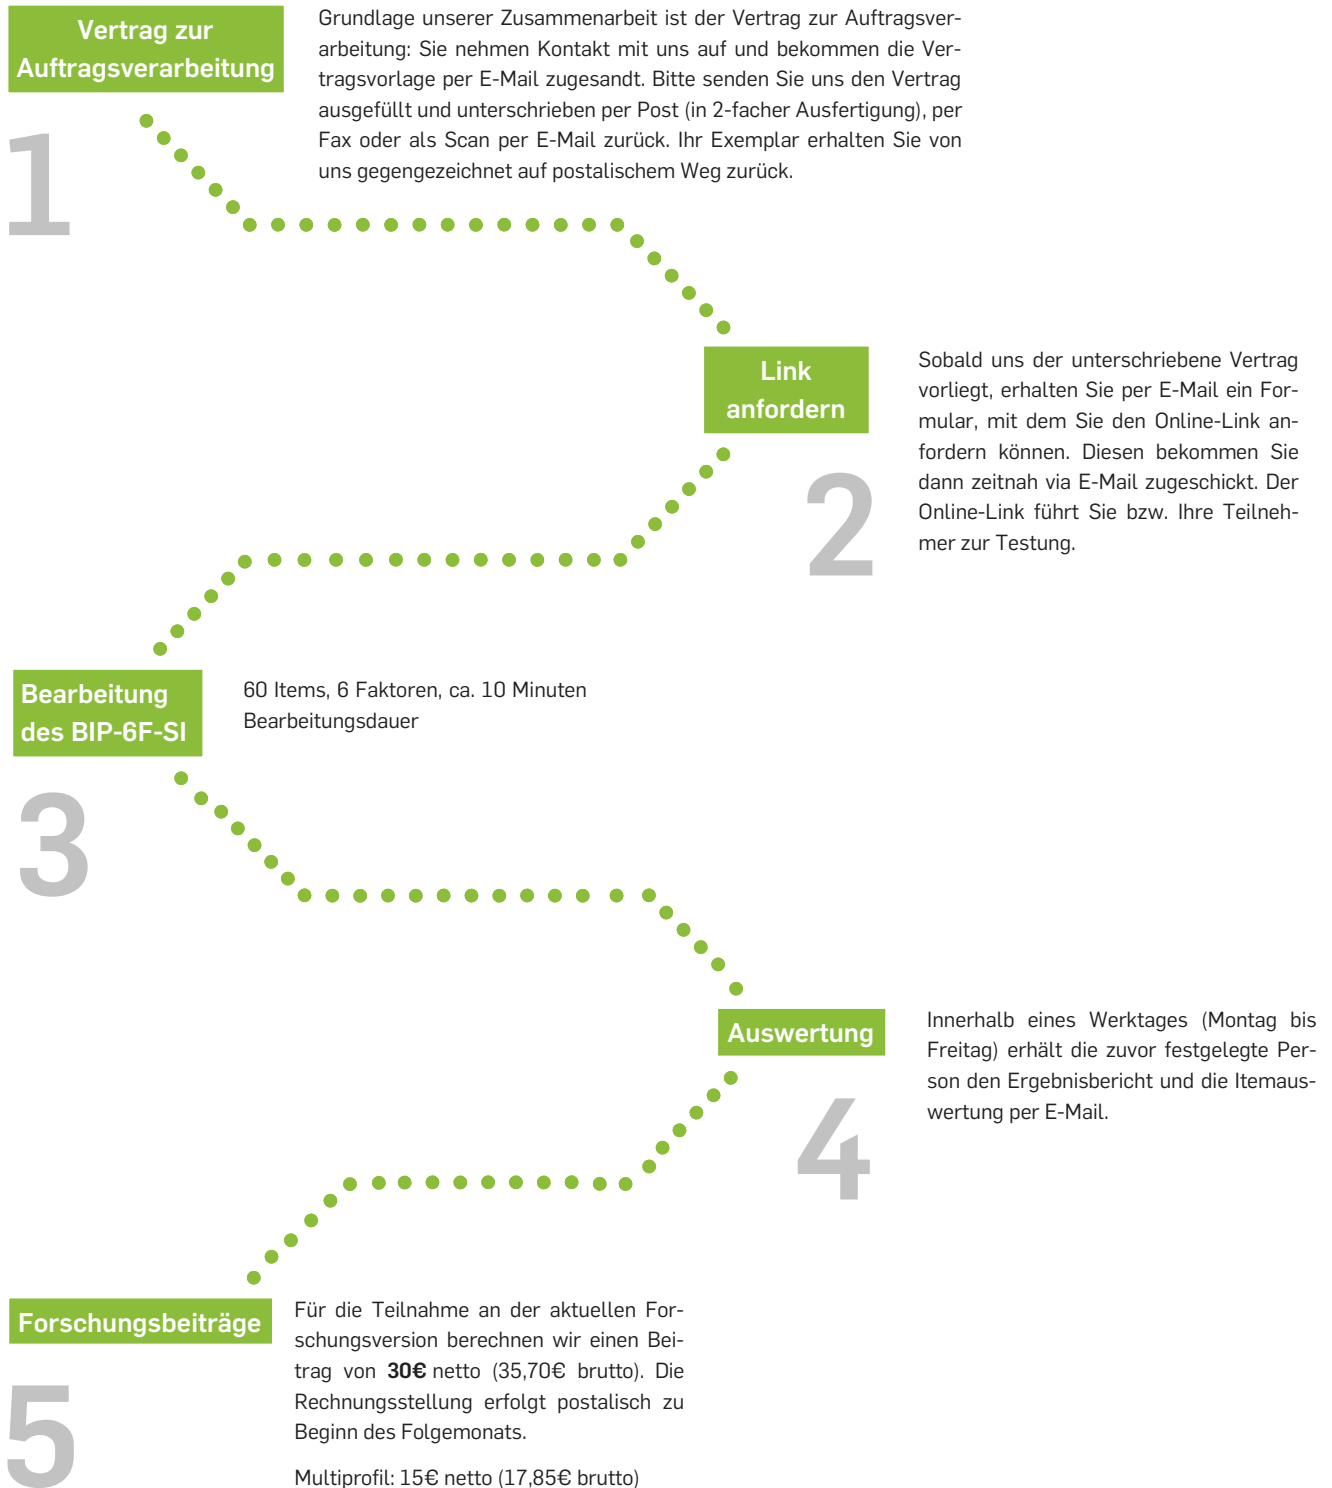 Vertrag zur
Auftragsverarbeitung
1
Grundlage unserer Zusammenarbeit ist der Vertrag zur Auftragsver-
arbeitung: Sie nehmen Kontakt mit uns auf und bekommen die Ver-
tragsvorlage per E-Mail zugesandt. Bitte senden Sie uns den Vertrag
ausgefüllt und unterschrieben per Post (in 2-facher Ausfertigung), per
Fax oder als Scan per E-Mail zurück. Ihr Exemplar erhalten Sie von
uns gegengezeichnet auf postalischem Weg zurück.
Link
anfordern
2
Sobald uns der unterschriebene Vertrag
vorliegt, erhalten Sie per E-Mail ein For-
mular, mit dem Sie den Online-Link an-
fordern können. Diesen bekommen Sie
dann zeitnah via E-Mail zugeschickt. Der
Online-Link führt Sie bzw. Ihre Teilneh-
mer zur Testung.
Bearbeitung
des BIP-6F-SI
3
60 Items, 6 Faktoren, ca. 10 Minuten
Bearbeitungsdauer
Auswertung
4
Innerhalb eines Werktages (Montag bis
Freitag) erhält die zuvor festgelegte Per-
son den Ergebnisbericht und die Itemaus-
wertung per E-Mail.
Forschungsbeiträge
5
Für die Teilnahme an der aktuellen For-
schungsversion berechnen wir einen Bei-
trag von 30€ netto (35,70€ brutto). Die
Rechnungsstellung erfolgt postalisch zu
Beginn des Folgemonats.
Multiprofil: 15€ netto (17,85€ brutto)